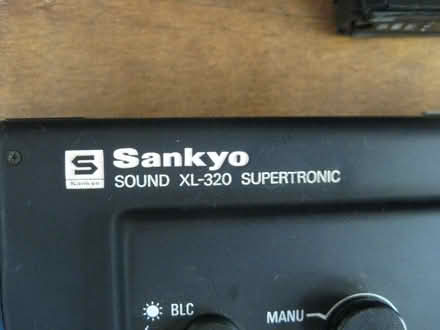 S Sankyo
Sankyo
SOUND XL-320 SUPERTRONIC
BLC
MANU